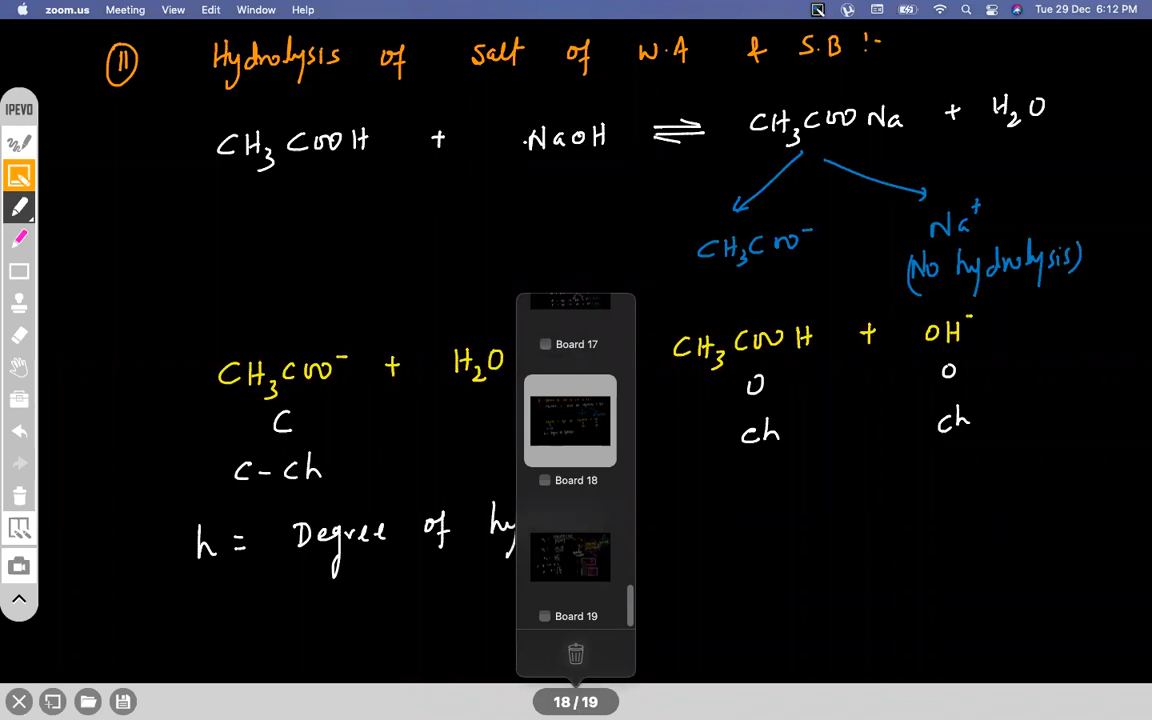 zoom.us Meeting View Edit Window Help Tue 29 Dec 6:12 PM
⑪ Hydrolysis of salt of W.A & S.B :-
IPEVO
CH₃COOH + NaOH ⇌ CH₃COONa + H₂O
CH₃COO⁻ Na⁺
(No hydrolysis)
CH₃COO⁻ + H₂O CH₃COOH + OH⁻
C 0 0
C-Ch Ch Ch
h = Degree of hy
Board 17
Board 18
Board 19
18 / 19